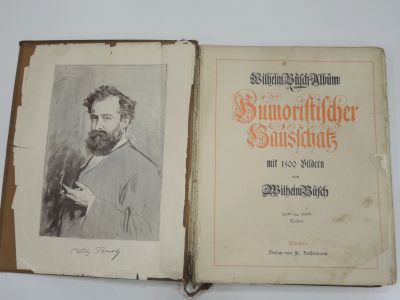 Wilhelm Busch-Album:
Humoristischer
Hausschatz
mit 1500 Bildern
von
Wilhelm Busch
München
Verlag von Fr. Bassermann